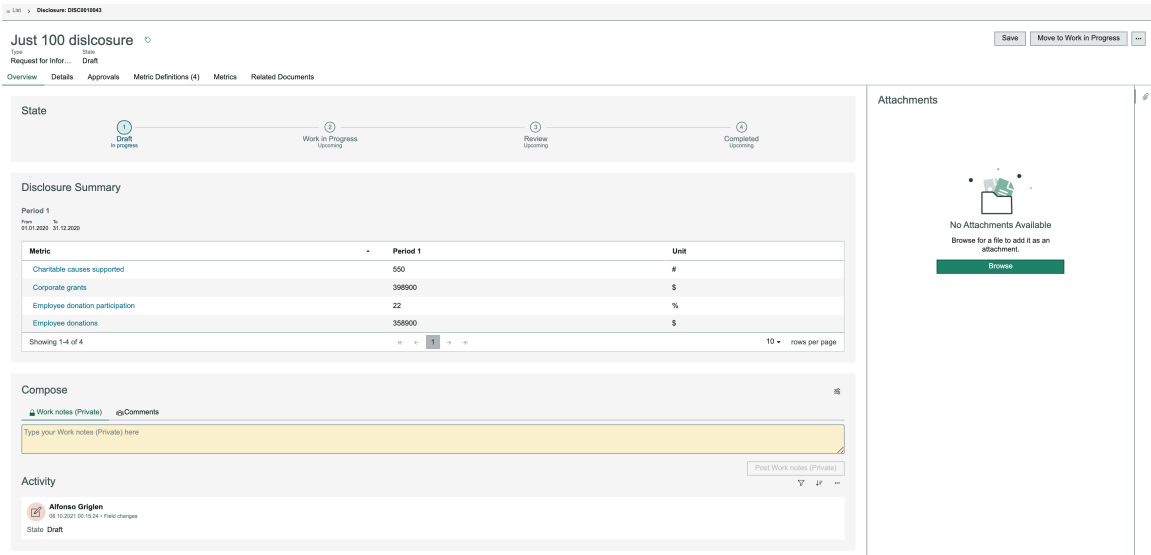 List > Disclosure: DISC0010043
Just 100 dislcosure
Save Move to Work in Progress ...
Type State
Request for Infor... Draft
Overview Details Approvals Metric Definitions (4) Metrics Related Documents
State
1 2 3 4
Draft Work in Progress Review Completed
In progress Upcoming Upcoming Upcoming
Disclosure Summary
Period 1
From To
01.01.2020 31.12.2020
Metric Period 1 Unit
Charitable causes supported 550 #
Corporate grants 398900 $
Employee donation participation 22 %
Employee donations 358900 $
Showing 1-4 of 4 1 10 rows per page
Compose
Work notes (Private) Comments
Type your Work notes (Private) here
Post Work notes (Private)
Activity
Alfonso Griglen
08.10.2021 00:15:24 • Field changes
State Draft
Attachments
No Attachments Available
Browse for a file to add it as an
attachment.
Browse